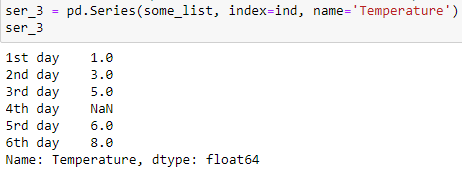 ser_3 = pd.Series(some_list, index=ind, name='Temperature')
ser_3
1st day    1.0
2nd day    3.0
3rd day    5.0
4th day    NaN
5rd day    6.0
6th day    8.0
Name: Temperature, dtype: float64